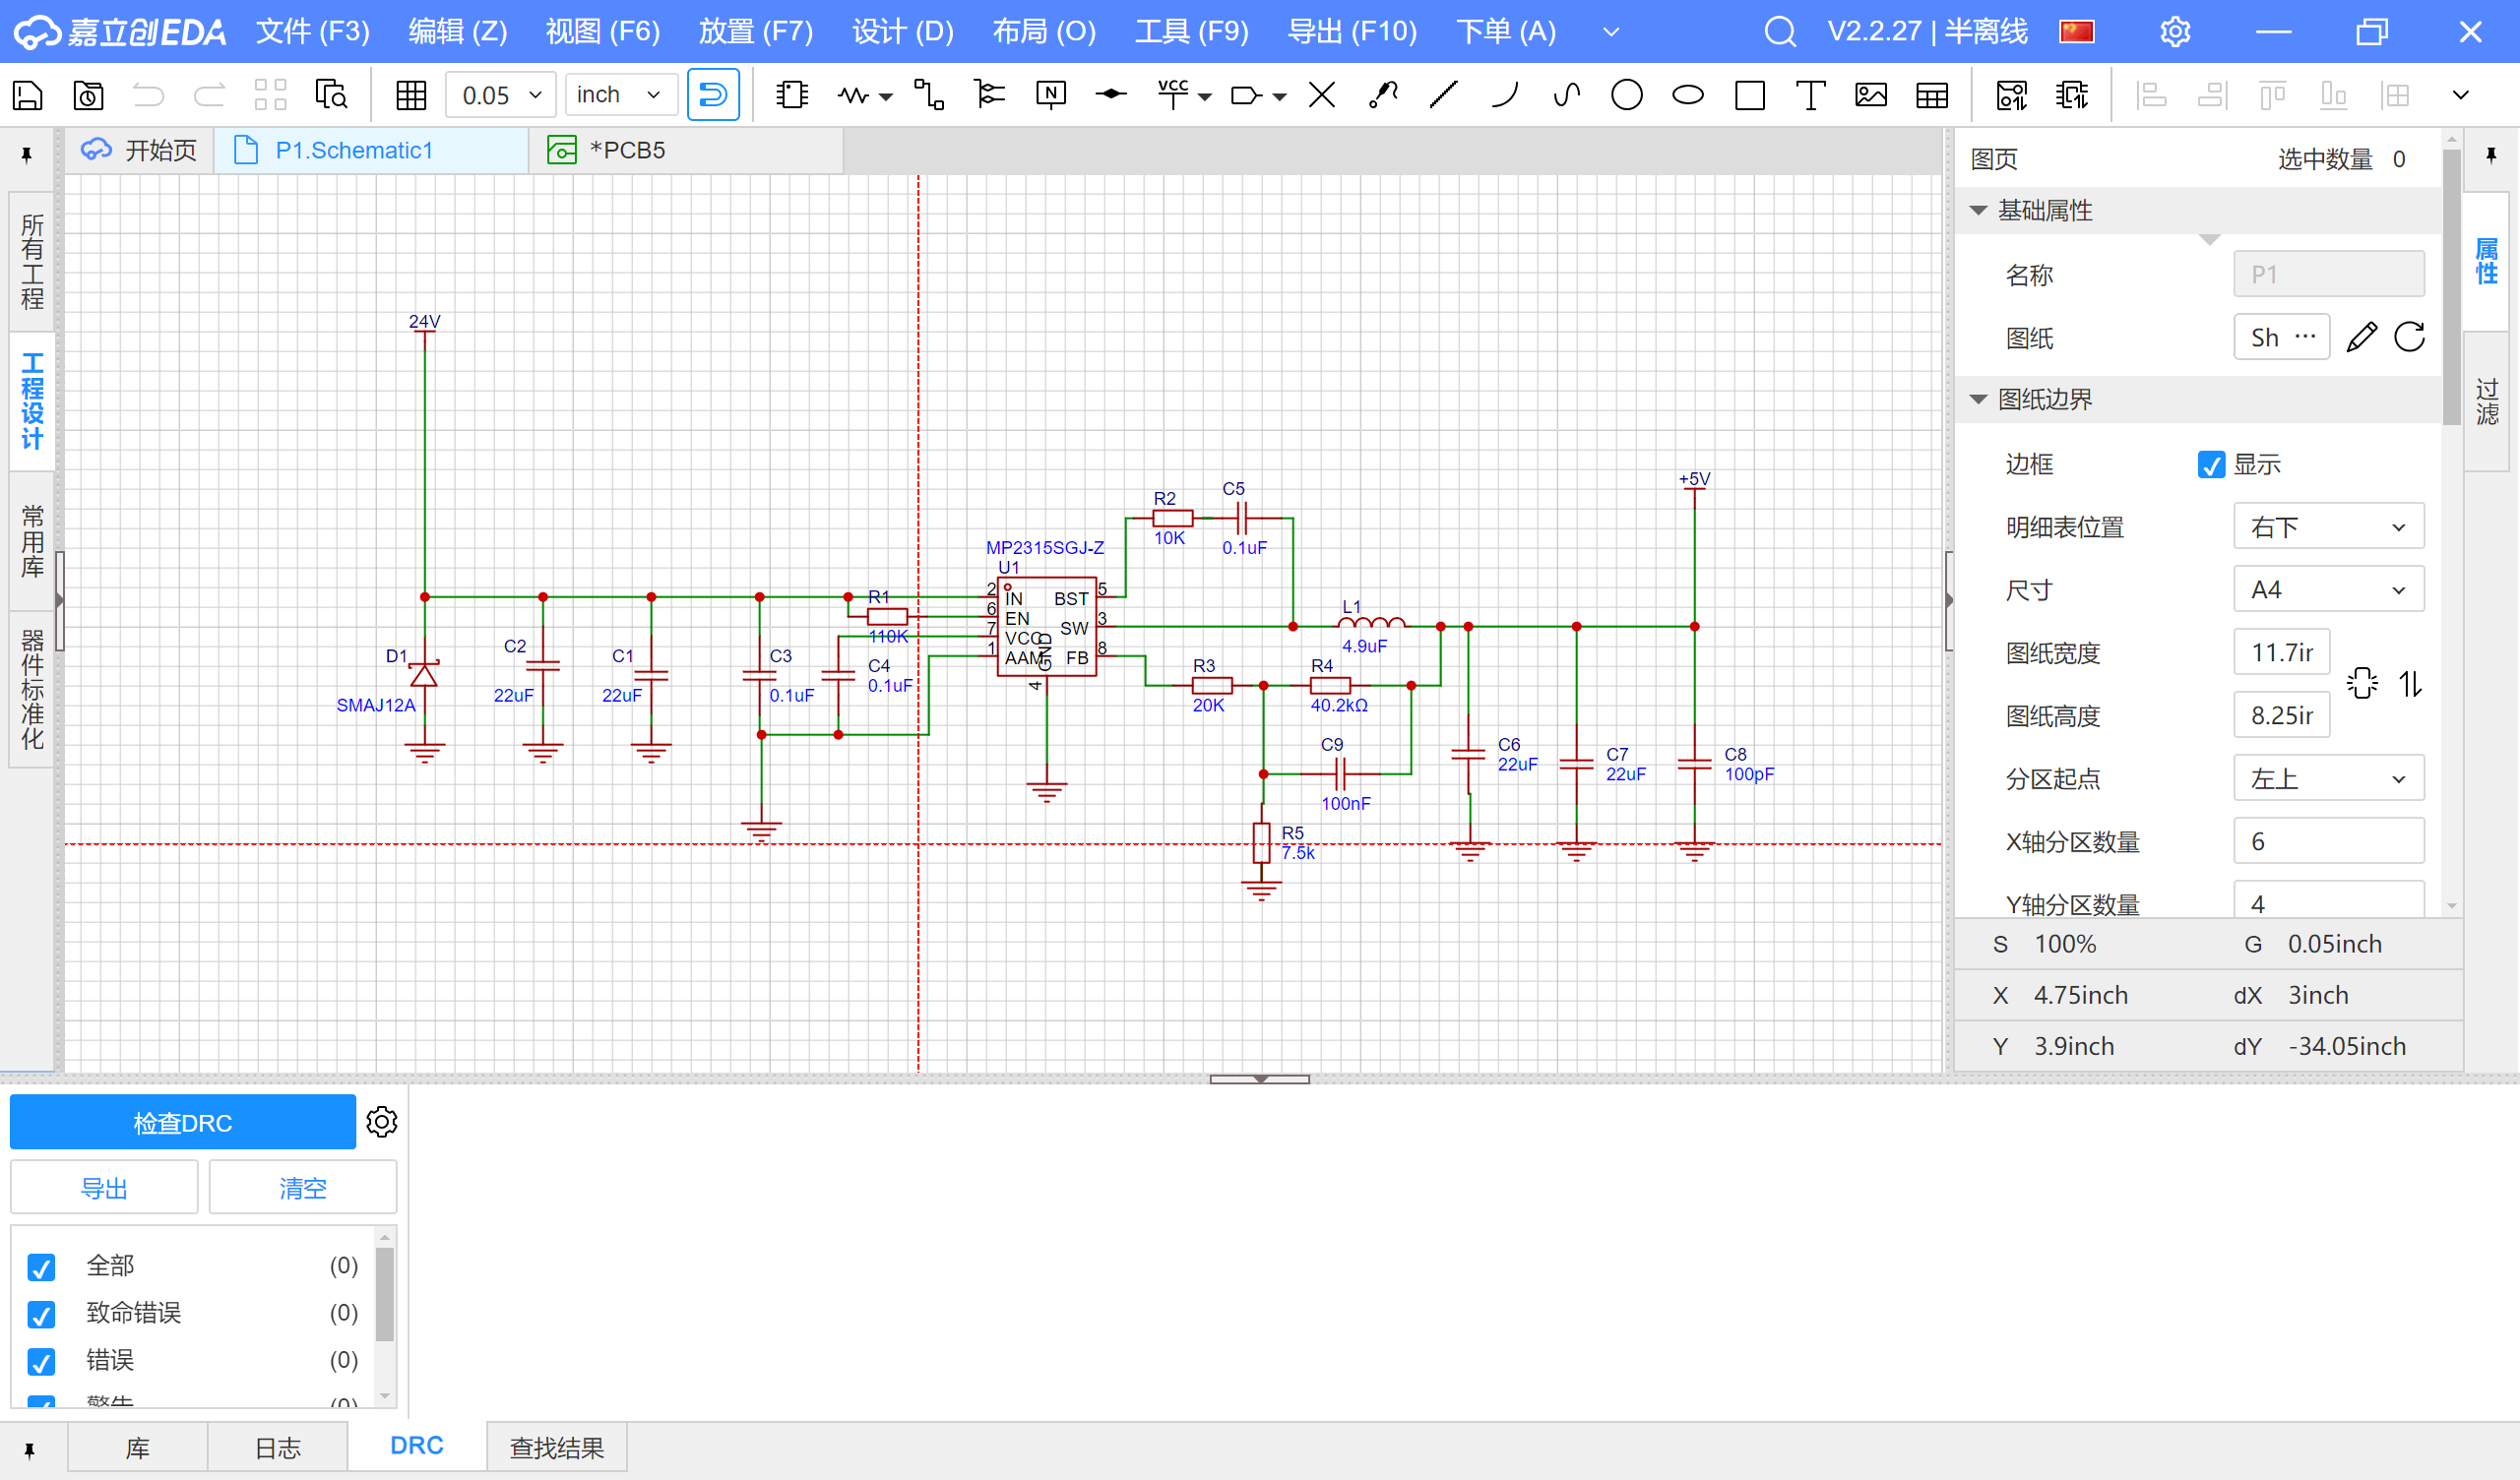 嘉立创EDA 文件 (F3) 编辑 (Z) 视图 (F6) 放置 (F7) 设计 (D) 布局 (O) 工具 (F9) 导出 (F10) 下单 (A) V2.2.27 | 半离线
0.05 inch N VCC T
开始页 P1.Schematic1 *PCB5
所有工程
工程设计
常用库
器件标准化
24V
+5V
R2
10K
C5
0.1uF
MP2315SGJ-Z
U1
2 IN
6 EN
7 VCC
1 AAM
GND
4
BST 5
SW 3
FB 8
R1
110K
D1
SMAJ12A
C2
22uF
C1
22uF
C3
0.1uF
C4
0.1uF
L1
4.9uF
R3
20K
R4
40.2kΩ
C9
100nF
R5
7.5k
C6
22uF
C7
22uF
C8
100pF
图页 选中数量 0
基础属性
名称 P1
图纸 Sh ···
图纸边界
边框 显示
明细表位置 右下
尺寸 A4
图纸宽度 11.7ir
图纸高度 8.25ir
分区起点 左上
X轴分区数量 6
Y轴分区数量 4
S 100% G 0.05inch
X 4.75inch dX 3inch
Y 3.9inch dY -34.05inch
属性
过滤
检查DRC
导出 清空
全部 (0)
致命错误 (0)
错误 (0)
警告 (0)
库 日志 DRC 查找结果